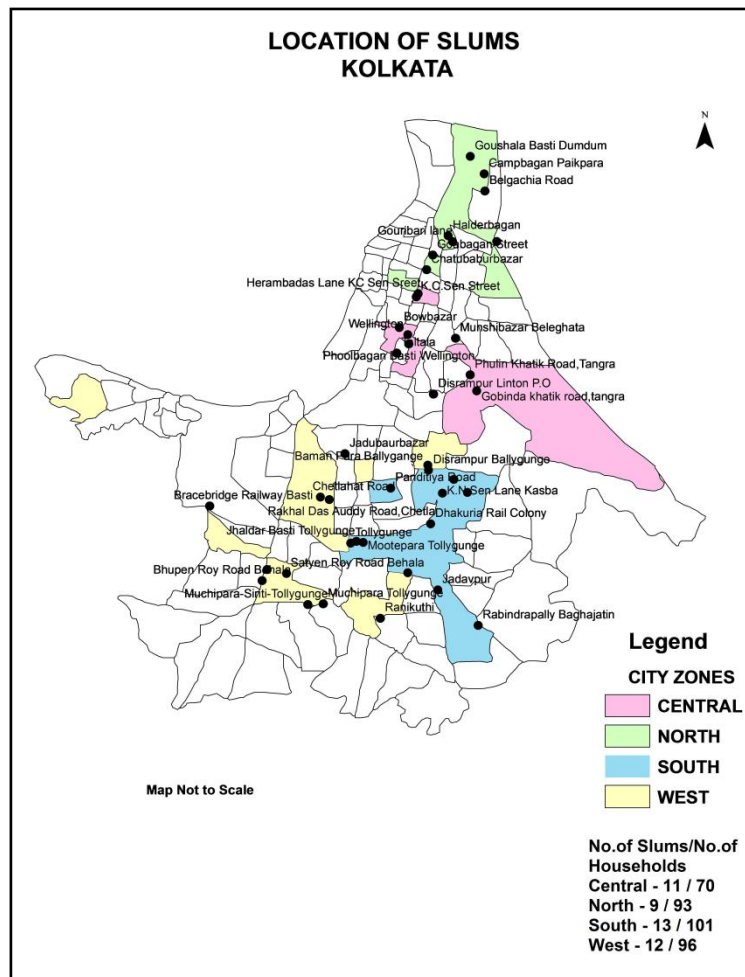 LOCATION OF SLUMS
KOLKATA
N
Goushala Basti Dumdum
Campbagan Paikpara
Belgachia Road
Halderbagan
Gouribari lane
Goabagan Street
Chatubaburbazar
Herambadas Lane KC Sen Sreet
K.C.Sen Street
Bowbazar
Wellington
Munshibazar Beleghata
Phoolbagan Basti Wellington
Phulin Khatik Road,Tangra
Disrampur Linton P.O
Gobinda khatik road,tangra
Jadubaurbazar
Baman Para Ballygange
Disrampur Ballygunge
Panditiya Road
Chetlahat Road
K.N.Sen Lane Kasba
Bracebridge Railway Basti
Rakhal Das Auddy Road,Chetla
Dhakuria Rail Colony
Jhaldar Basti Tollygunge
Tollygunge
Mootepara Tollygunge
Satyen Roy Road Behala
Bhupen Roy Road Behala
Jadavpur
Muchipara-Sinti-Tollygunge
Muchipara Tollygunge
Ranikuthi
Rabindrapally Baghajatin
Legend
CITY ZONES
CENTRAL
NORTH
SOUTH
WEST
Map Not to Scale
No.of Slums/No.of
Households
Central - 11 / 70
North - 9 / 93
South - 13 / 101
West - 12 / 96